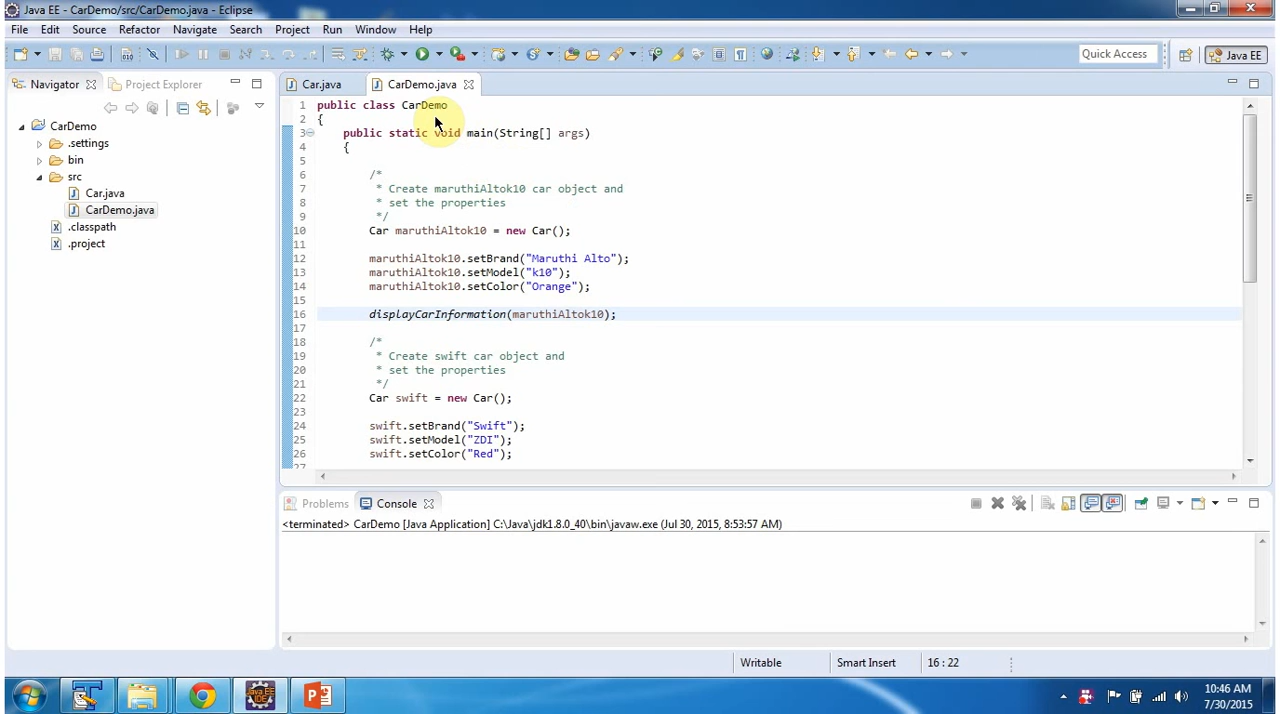 Java EE - CarDemo/src/CarDemo.java - Eclipse
File Edit Source Refactor Navigate Search Project Run Window Help
Quick Access
Java EE
Navigator
Project Explorer
CarDemo
.settings
bin
src
Car.java
CarDemo.java
.classpath
.project
Car.java
CarDemo.java
1 public class CarDemo
2 {
3 public static void main(String[] args)
4 {
5
6 /*
7 * Create maruthiAltok10 car object and
8 * set the properties
9 */
10 Car maruthiAltok10 = new Car();
11
12 maruthiAltok10.setBrand("Maruthi Alto");
13 maruthiAltok10.setModel("k10");
14 maruthiAltok10.setColor("Orange");
15
16 displayCarInformation(maruthiAltok10);
17
18 /*
19 * Create swift car object and
20 * set the properties
21 */
22 Car swift = new Car();
23
24 swift.setBrand("Swift");
25 swift.setModel("ZDI");
26 swift.setColor("Red");
27
Problems
Console
<terminated> CarDemo [Java Application] C:\Java\jdk1.8.0_40\bin\javaw.exe (Jul 30, 2015, 8:53:57 AM)
Writable
Smart Insert
16 : 22
Java EE
IDE
10:46 AM
7/30/2015